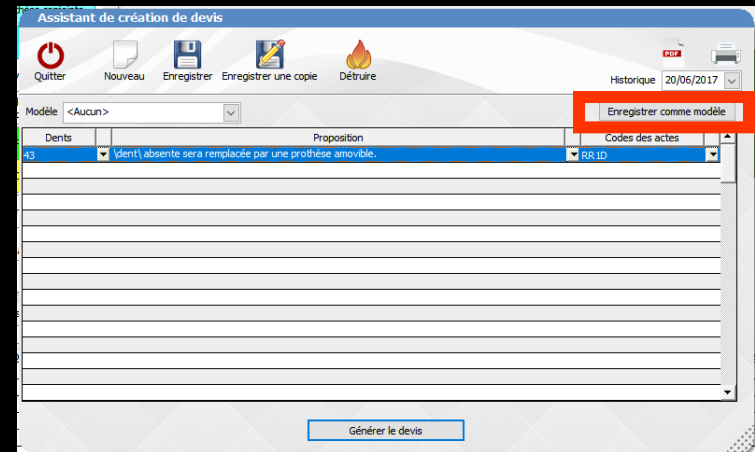 Assistant de création de devis
PDF
Quitter Nouveau Enregistrer Enregistrer une copie Détruire
Historique 20/06/2017
Modèle <Aucun> Enregistrer comme modèle
Dents Proposition Codes des actes
43 \dent\ absente sera remplacée par une prothèse amovible. RR1D
Générer le devis